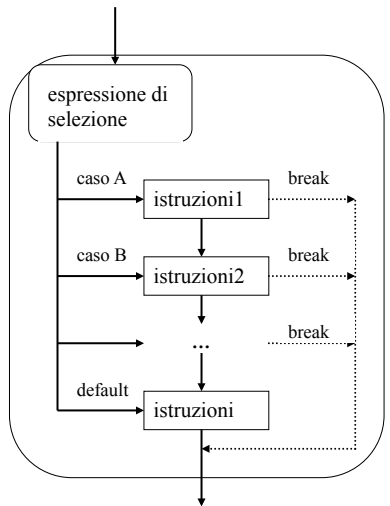 espressione di
selezione
caso A
istruzioni1
break
caso B
istruzioni2
break
...
break
default
istruzioni